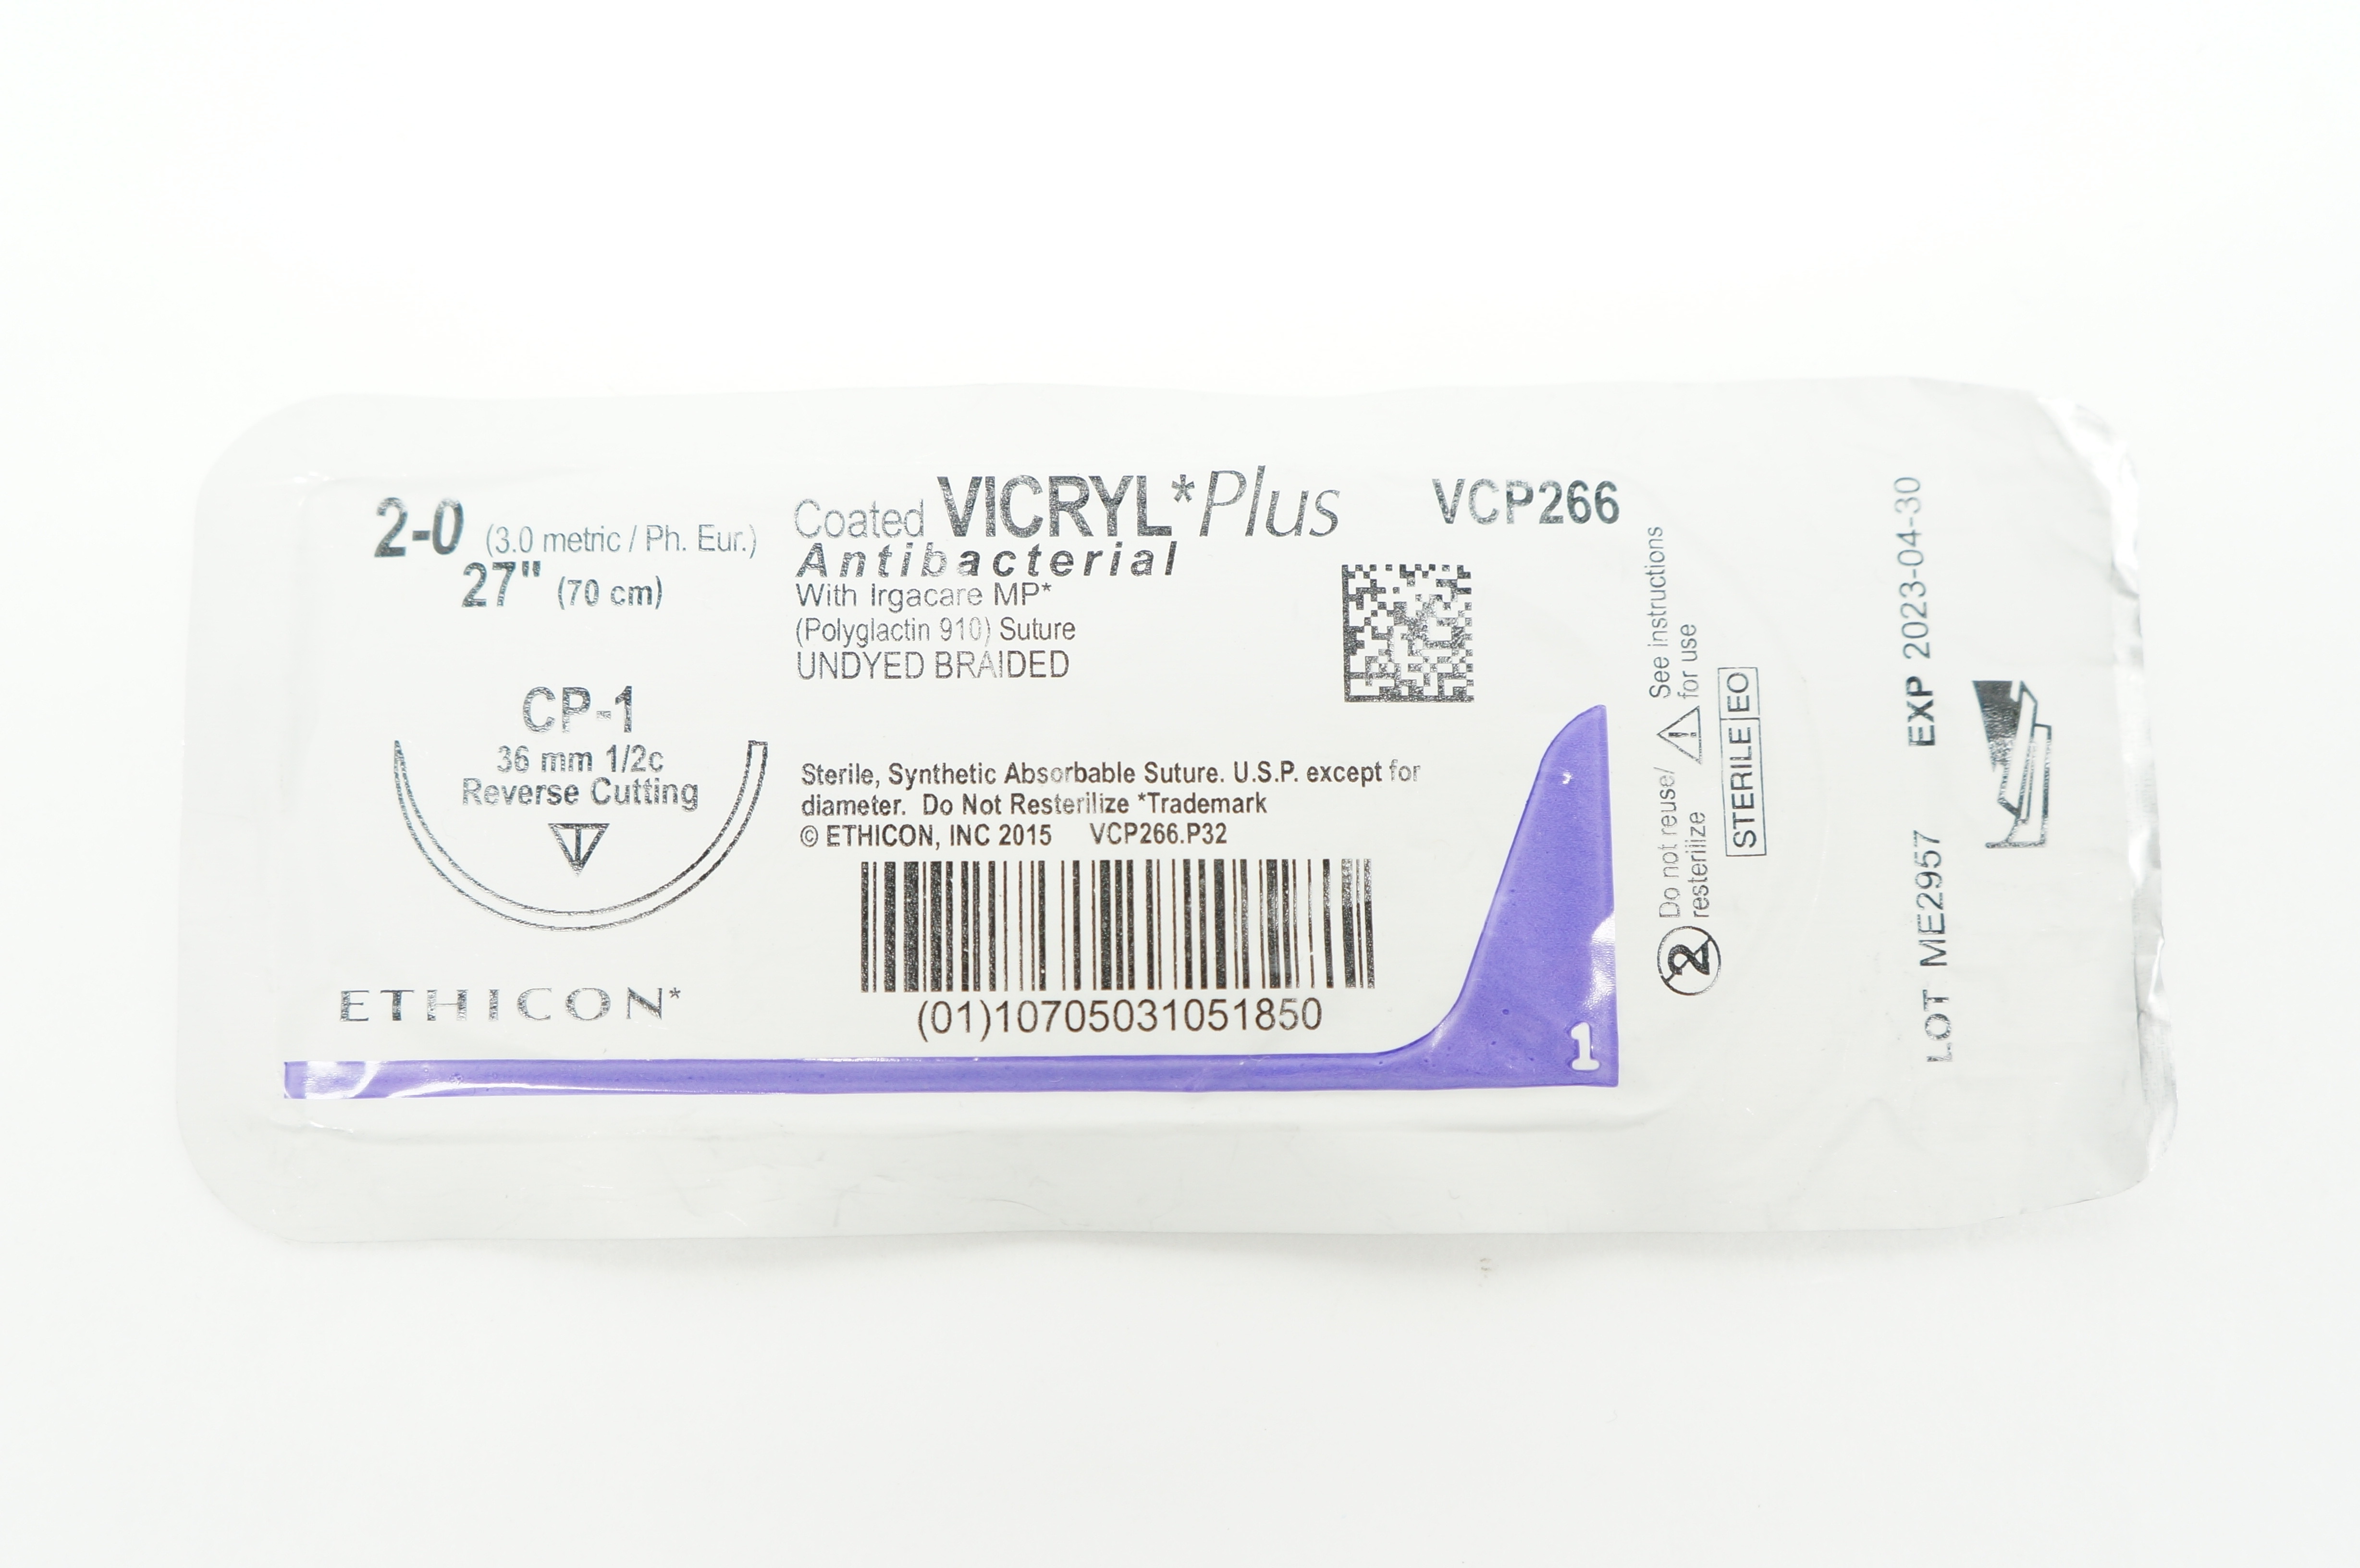 2-0 (3.0 metric / Ph. Eur.)
27" (70 cm)
CP-1
36 mm 1/2c
Reverse Cutting
ETHICON*
Coated VICRYL* Plus
Antibacterial
With Irgacare MP*
(Polyglactin 910) Suture
UNDYED BRAIDED
VCP266
Sterile, Synthetic Absorbable Suture. U.S.P. except for
diameter. Do Not Resterilize *Trademark
© ETHICON, INC 2015 VCP266.P32
(01)10705031051850
1
See instructions
for use
Do not reuse/
resterilize
2
STERILE EO
LOT ME2957 EXP 2023-04-30